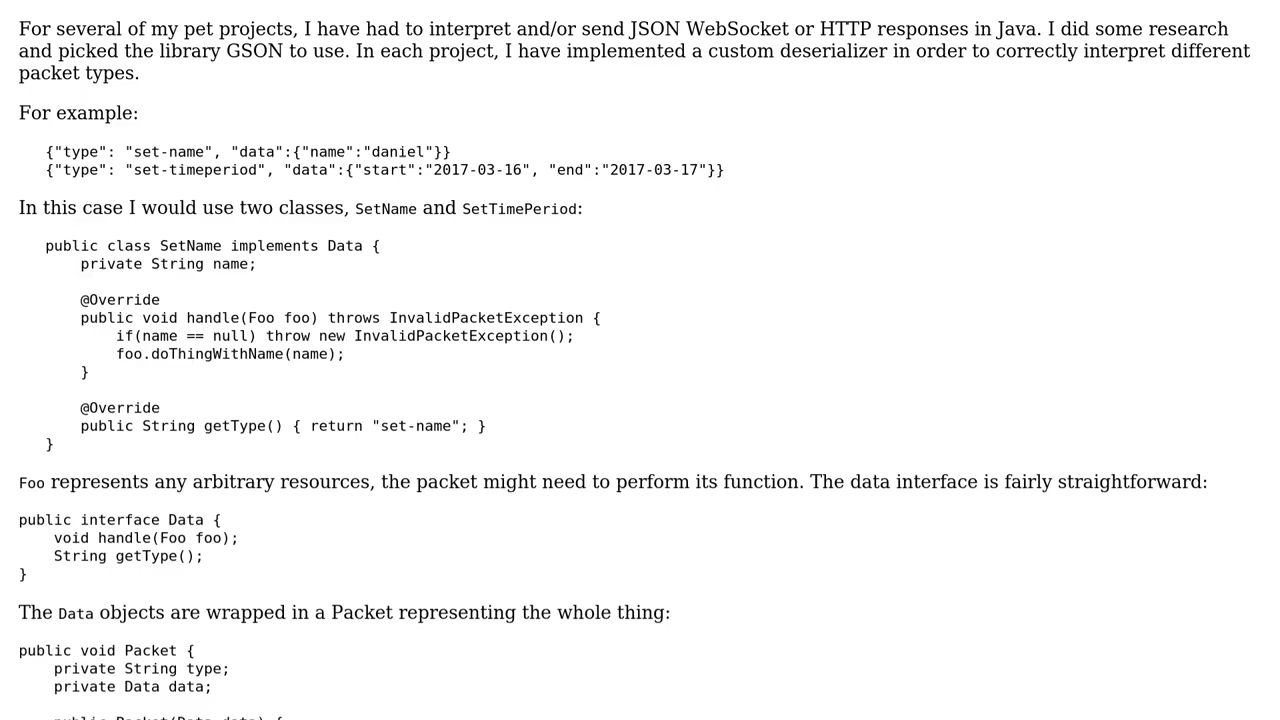 For several of my pet projects, I have had to interpret and/or send JSON WebSocket or HTTP responses in Java. I did some research
and picked the library GSON to use. In each project, I have implemented a custom deserializer in order to correctly interpret different
packet types.
For example:
{"type": "set-name", "data":{"name":"daniel"}}
{"type": "set-timeperiod", "data":{"start":"2017-03-16", "end":"2017-03-17"}}
In this case I would use two classes, SetName and SetTimePeriod:
public class SetName implements Data {
    private String name;
    @Override
    public void handle(Foo foo) throws InvalidPacketException {
        if(name == null) throw new InvalidPacketException();
        foo.doThingWithName(name);
    }
    @Override
    public String getType() { return "set-name"; }
}
Foo represents any arbitrary resources, the packet might need to perform its function. The data interface is fairly straightforward:
public interface Data {
    void handle(Foo foo);
    String getType();
}
The Data objects are wrapped in a Packet representing the whole thing:
public void Packet {
    private String type;
    private Data data;
    public Packet(Data data) {